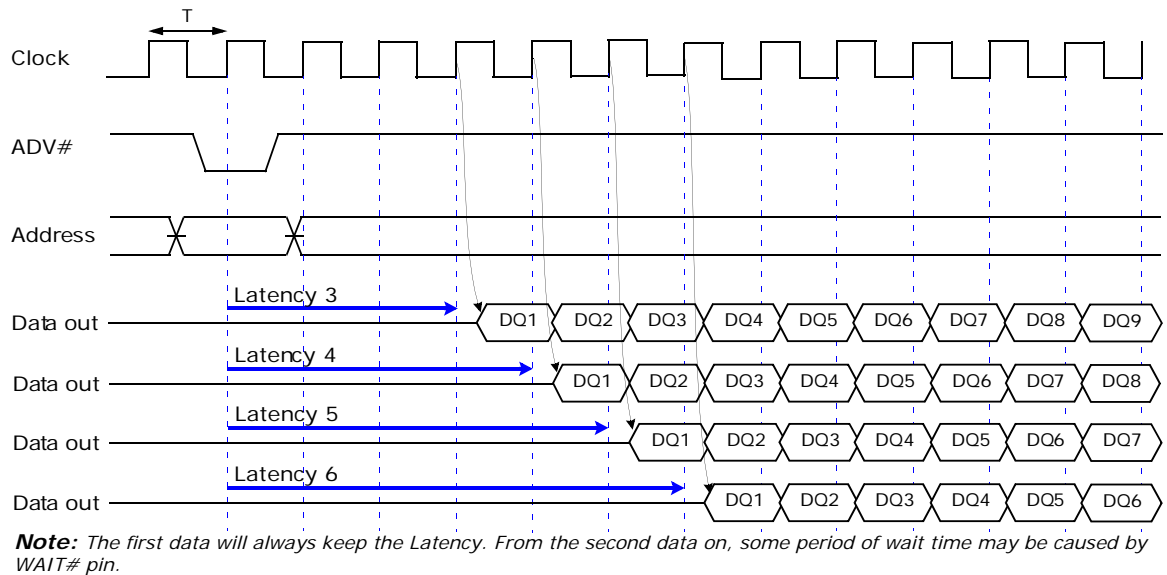 T
Clock
ADV#
Address
Latency 3
Data out DQ1 DQ2 DQ3 DQ4 DQ5 DQ6 DQ7 DQ8 DQ9
Latency 4
Data out DQ1 DQ2 DQ3 DQ4 DQ5 DQ6 DQ7 DQ8
Latency 5
Data out DQ1 DQ2 DQ3 DQ4 DQ5 DQ6 DQ7
Latency 6
Data out DQ1 DQ2 DQ3 DQ4 DQ5 DQ6
Note: The first data will always keep the Latency. From the second data on, some period of wait time may be caused by
WAIT# pin.